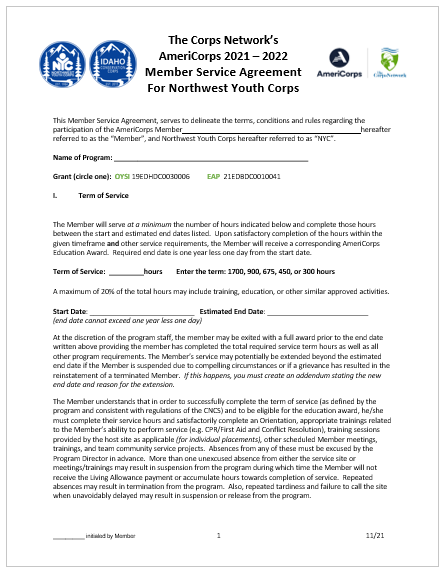 The Corps Network's
AmeriCorps 2021 – 2022
Member Service Agreement
For Northwest Youth Corps
NYC
IDAHO
CONSERVATION
CORPS
AmeriCorps
This Member Service Agreement, serves to delineate the terms, conditions and rules regarding the
participation of the AmeriCorps Member hereafter
referred to as the "Member", and Northwest Youth Corps hereafter referred to as "NYC".
Name of Program:
Grant (circle one): OYSI 19EDHDC0030006 EAP 21EDBDC0010041
I. Term of Service
The Member will serve at a minimum the number of hours indicated below and complete those hours
between the start and estimated end dates listed. Upon satisfactory completion of the hours within the
given timeframe and other service requirements, the Member will receive a corresponding AmeriCorps
Education Award. Required end date is one year less one day from the start date.
Term of Service: ________hours Enter the term: 1700, 900, 675, 450, or 300 hours
A maximum of 20% of the total hours may include training, education, or other similar approved activities.
Start Date: Estimated End Date:
(end date cannot exceed one year less one day)
At the discretion of the program staff, the member may be exited with a full award prior to the end date
written above providing the member has completed the total required service term hours as well as all
other program requirements. The Member's service may potentially be extended beyond the estimated
end date if the Member is suspended due to compelling circumstances or if a grievance has resulted in the
reinstatement of a terminated Member. If this happens, you must create an addendum stating the new
end date and reason for the extension.
The Member understands that in order to successfully complete the term of service (as defined by the
program and consistent with regulations of the CNCS) and to be eligible for the education award, he/she
must complete their service hours and satisfactorily complete an Orientation, appropriate trainings related
to the Member's ability to perform service (e.g. CPR/First Aid and Conflict Resolution), training sessions
provided by the host site as applicable (for individual placements), other scheduled Member meetings,
trainings, and team community service projects. Absences from any of these must be excused by the
Program Director in advance. More than one unexcused absence from either the service site or
meetings/trainings may result in suspension from the program during which time the Member will not
receive the Living Allowance payment or accumulate hours towards completion of service. Repeated
absences may result in termination from the program. Also, repeated tardiness and failure to call the site
when unavoidably delayed may result in suspension or release from the program.
________ initialed by Member 1 11/21